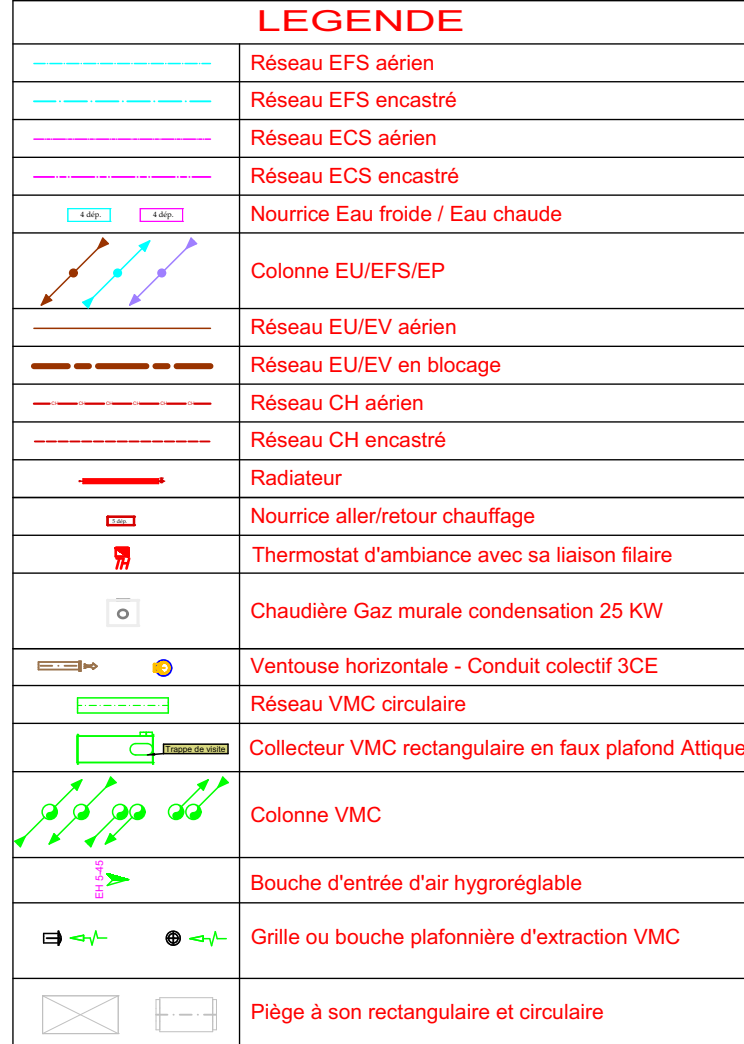 LEGENDE
Réseau EFS aérien
Réseau EFS encastré
Réseau ECS aérien
Réseau ECS encastré
4 dép. 4 dép. Nourrice Eau froide / Eau chaude
Colonne EU/EFS/EP
Réseau EU/EV aérien
Réseau EU/EV en blocage
CH CH CH CH CH Réseau CH aérien
Réseau CH encastré
Radiateur
5 dép. Nourrice aller/retour chauffage
Thermostat d'ambiance avec sa liaison filaire
Chaudière Gaz murale condensation 25 KW
Ventouse horizontale - Conduit colectif 3CE
Réseau VMC circulaire
Trappe de visite Collecteur VMC rectangulaire en faux plafond Attique
Colonne VMC
EH 5-45 Bouche d'entrée d'air hygroréglable
Grille ou bouche plafonnière d'extraction VMC
Piège à son rectangulaire et circulaire